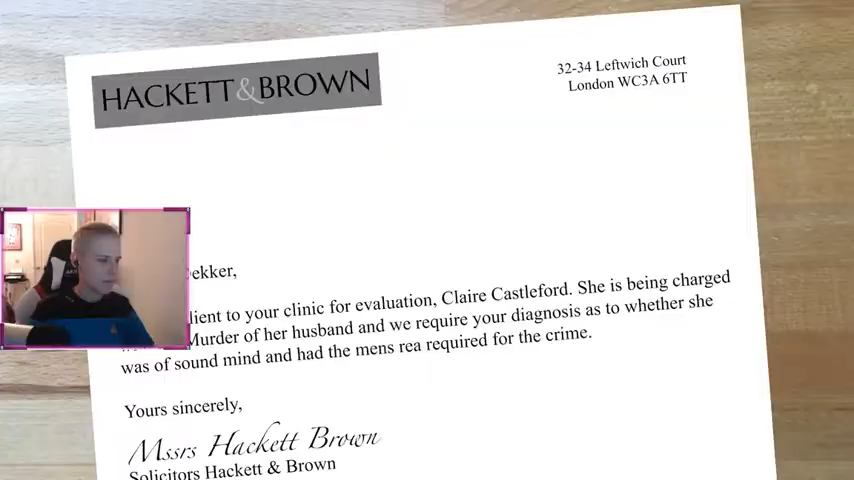 HACKETT&BROWN
32-34 Leftwich Court
London WC3A 6TT
ekker,
lient to your clinic for evaluation, Claire Castleford. She is being charged
Murder of her husband and we require your diagnosis as to whether she
was of sound mind and had the mens rea required for the crime.
Yours sincerely,
Mssrs Hackett Brown
Solicitors Hackett & Brown